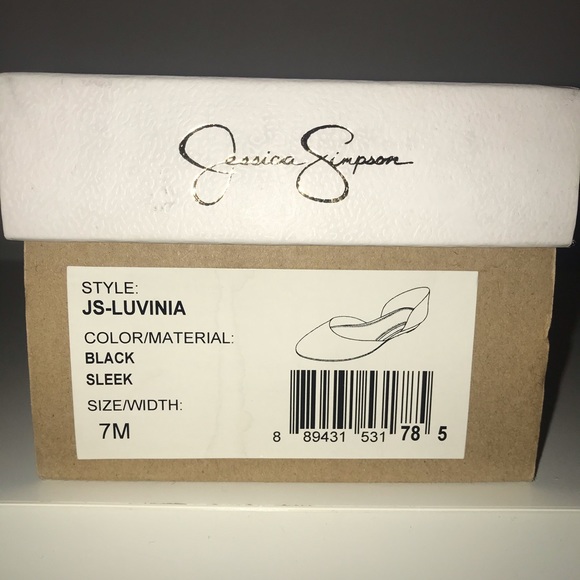 Jessica Simpson
STYLE:
JS-LUVINIA
COLOR/MATERIAL:
BLACK
SLEEK
SIZE/WIDTH:
7M
8 89431 531 78 5